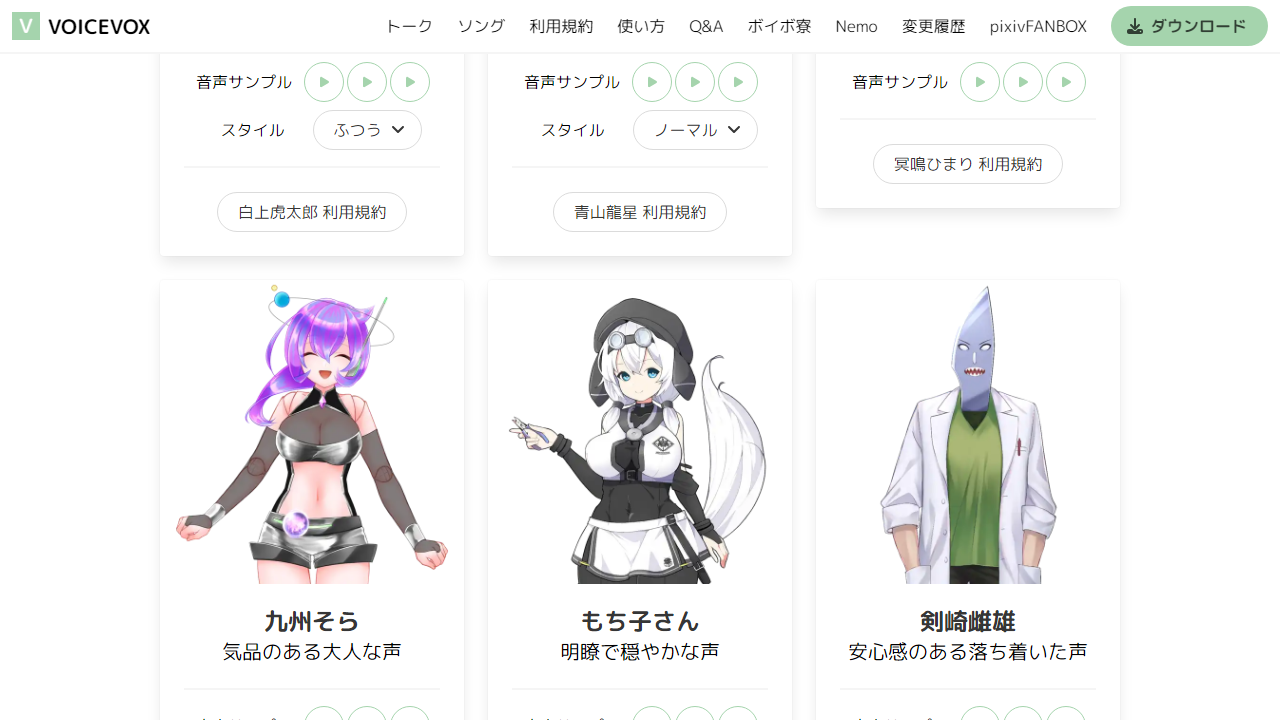 V VOICEVOX トーク ソング 利用規約 使い方 Q&A ボイボ寮 Nemo 変更履歴 pixivFANBOX ダウンロード
音声サンプル 音声サンプル 音声サンプル
スタイル ふつう スタイル ノーマル
冥鳴ひまり 利用規約
白上虎太郎 利用規約 青山龍星 利用規約
九州そら もち子さん 剣崎雌雄
気品のある大人な声 明瞭で穏やかな声 安心感のある落ち着いた声